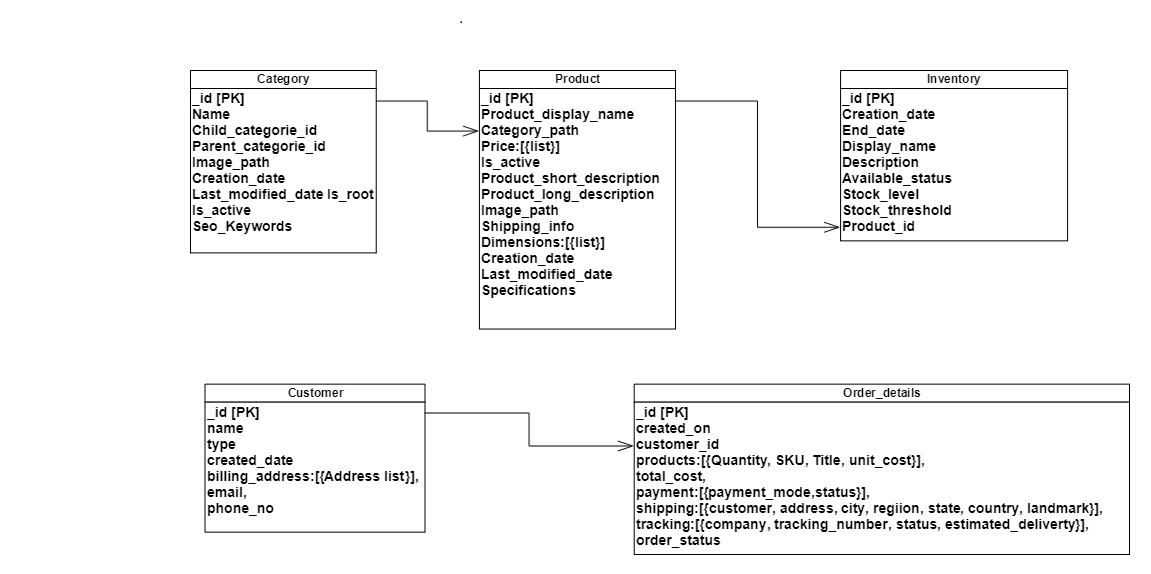 Category
_id [PK]
Name
Child_categorie_id
Parent_categorie_id
Image_path
Creation_date
Last_modified_date Is_root
Is_active
Seo_Keywords
Product
_id [PK]
Product_display_name
Category_path
Price:[{list}]
Is_active
Product_short_description
Product_long_description
Image_path
Shipping_info
Dimensions:[{list}]
Creation_date
Last_modified_date
Specifications
Inventory
_id [PK]
Creation_date
End_date
Display_name
Description
Available_status
Stock_level
Stock_threshold
Product_id
Customer
_id [PK]
name
type
created_date
billing_address:[{Address list}],
email,
phone_no
Order_details
_id [PK]
created_on
customer_id
products:[{Quantity, SKU, Title, unit_cost}],
total_cost,
payment:[{payment_mode,status}],
shipping:[{customer, address, city, regiion, state, country, landmark}],
tracking:[{company, tracking_number, status, estimated_deliverty}],
order_status